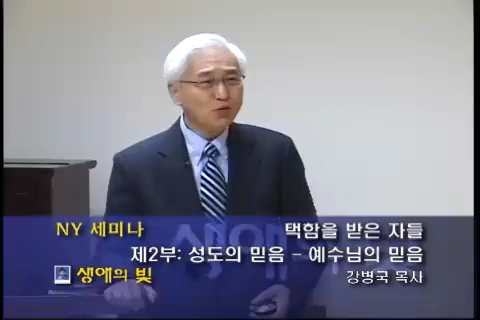 NY 세미나 택함을 받은 자들
제2부: 성도의 믿음 - 예수님의 믿음
생애의 빛 강병국 목사